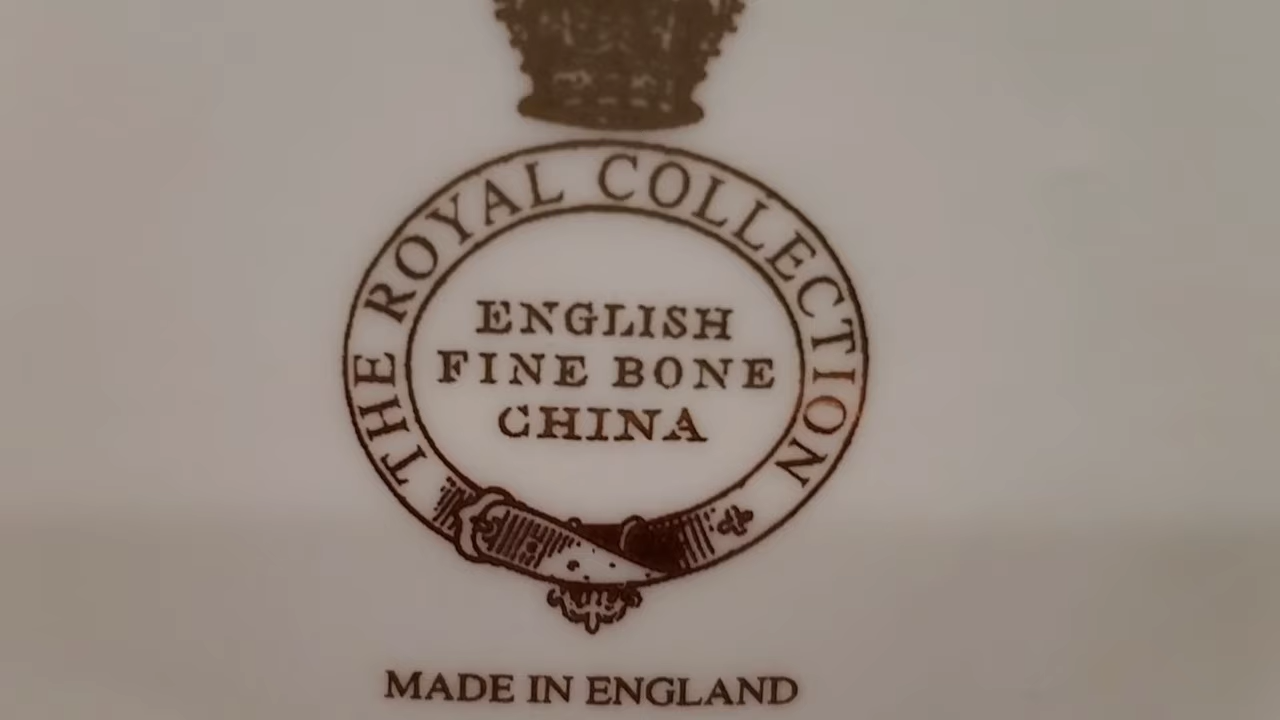 THE ROYAL COLLECTION
ENGLISH
FINE BONE
CHINA
MADE IN ENGLAND